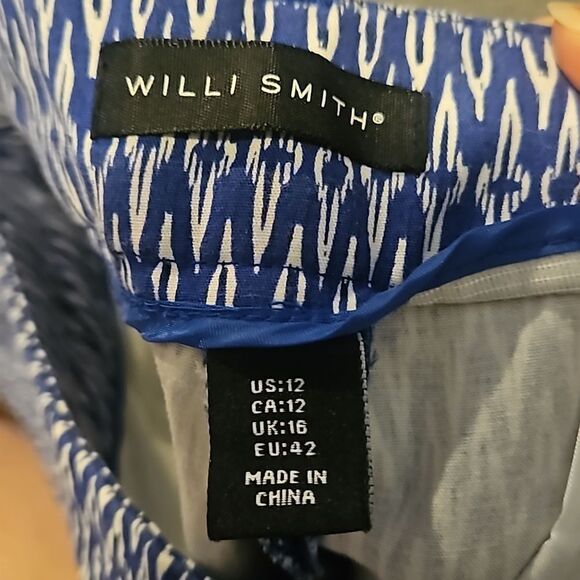 WILLI SMITH®
US:12
CA:12
UK:16
EU:42
MADE IN
CHINA